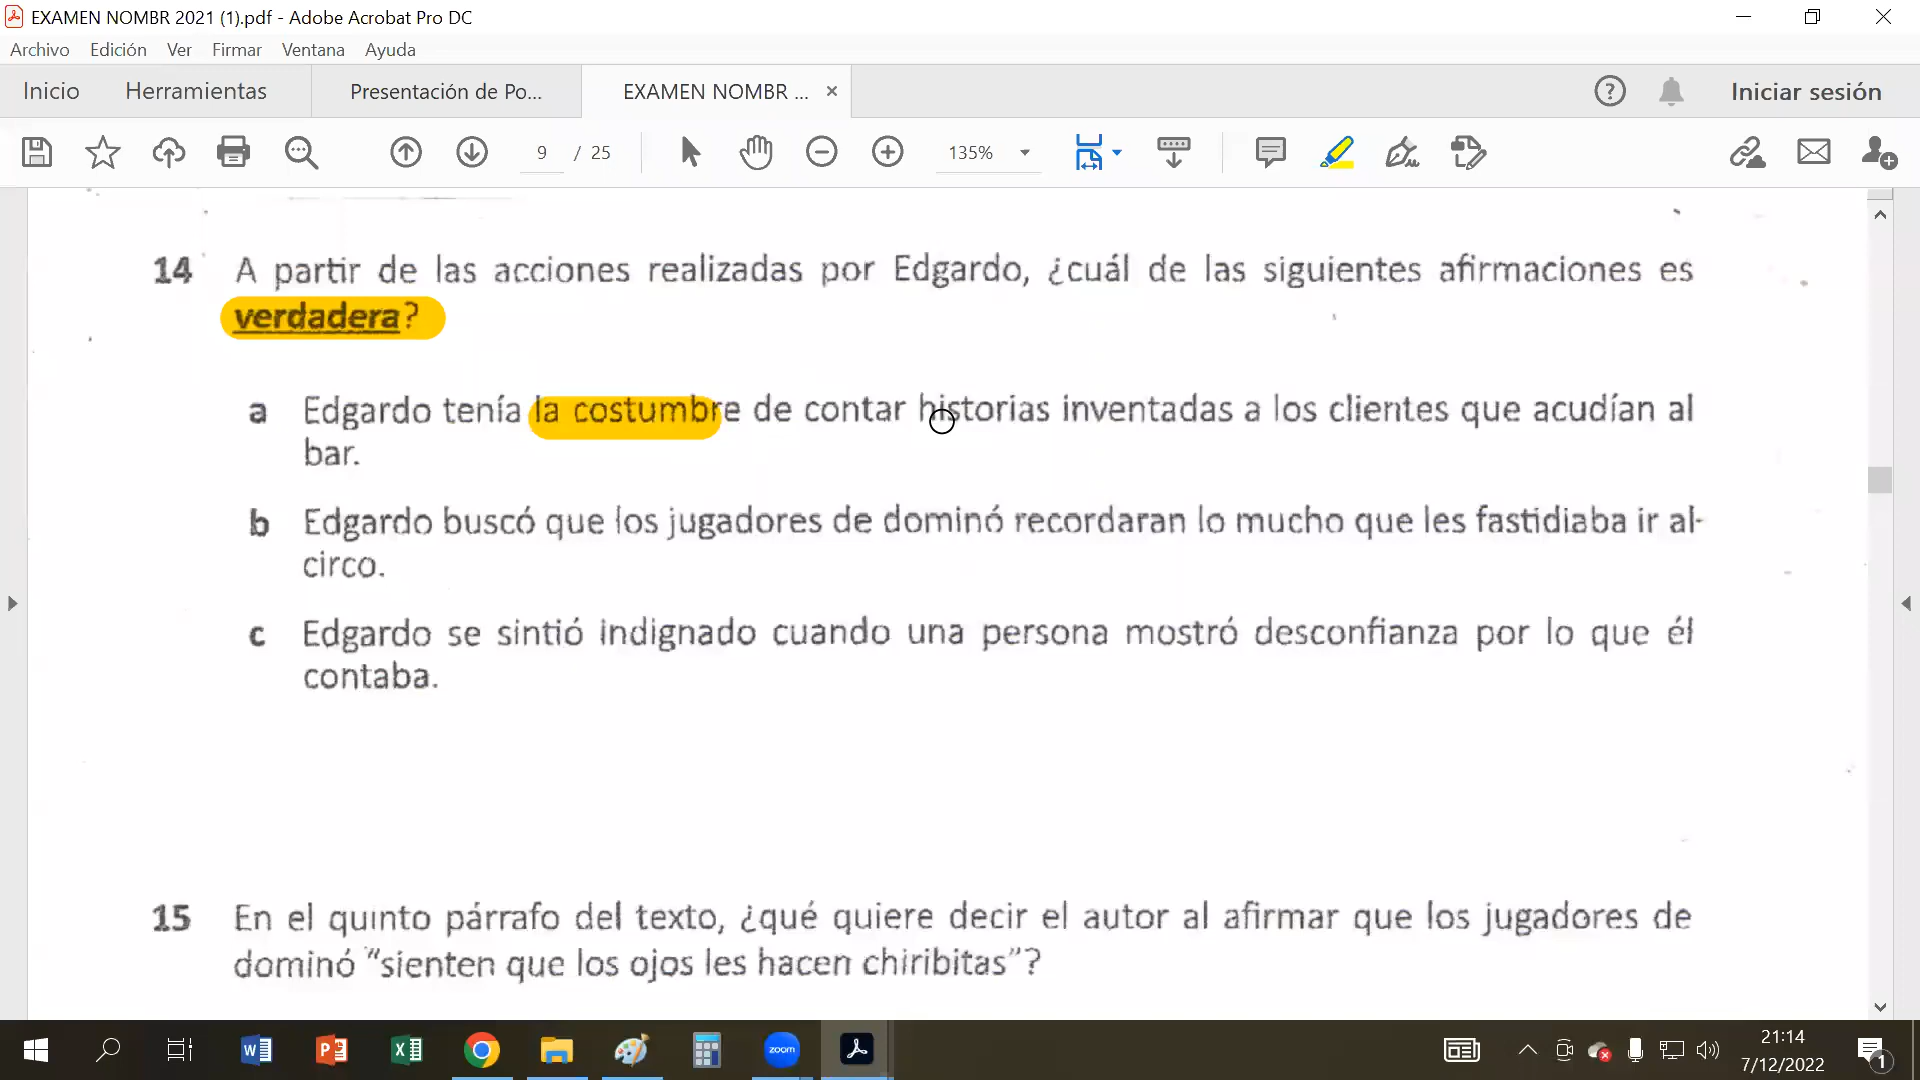 EXAMEN NOMBR 2021 (1).pdf - Adobe Acrobat Pro DC
Archivo Edición Ver Firmar Ventana Ayuda
Inicio Herramientas Presentación de Po... EXAMEN NOMBR ... × Iniciar sesión
9 / 25 135%
14 A partir de las acciones realizadas por Edgardo, ¿cuál de las siguientes afirmaciones es
verdadera?
a Edgardo tenía la costumbre de contar historias inventadas a los clientes que acudían al
bar.
b Edgardo buscó que los jugadores de dominó recordaran lo mucho que les fastidiaba ir al
circo.
c Edgardo se sintió indignado cuando una persona mostró desconfianza por lo que él
contaba.
15 En el quinto párrafo del texto, ¿qué quiere decir el autor al afirmar que los jugadores de
dominó “sienten que los ojos les hacen chiribitas”?
zoom
21:14
7/12/2022
1